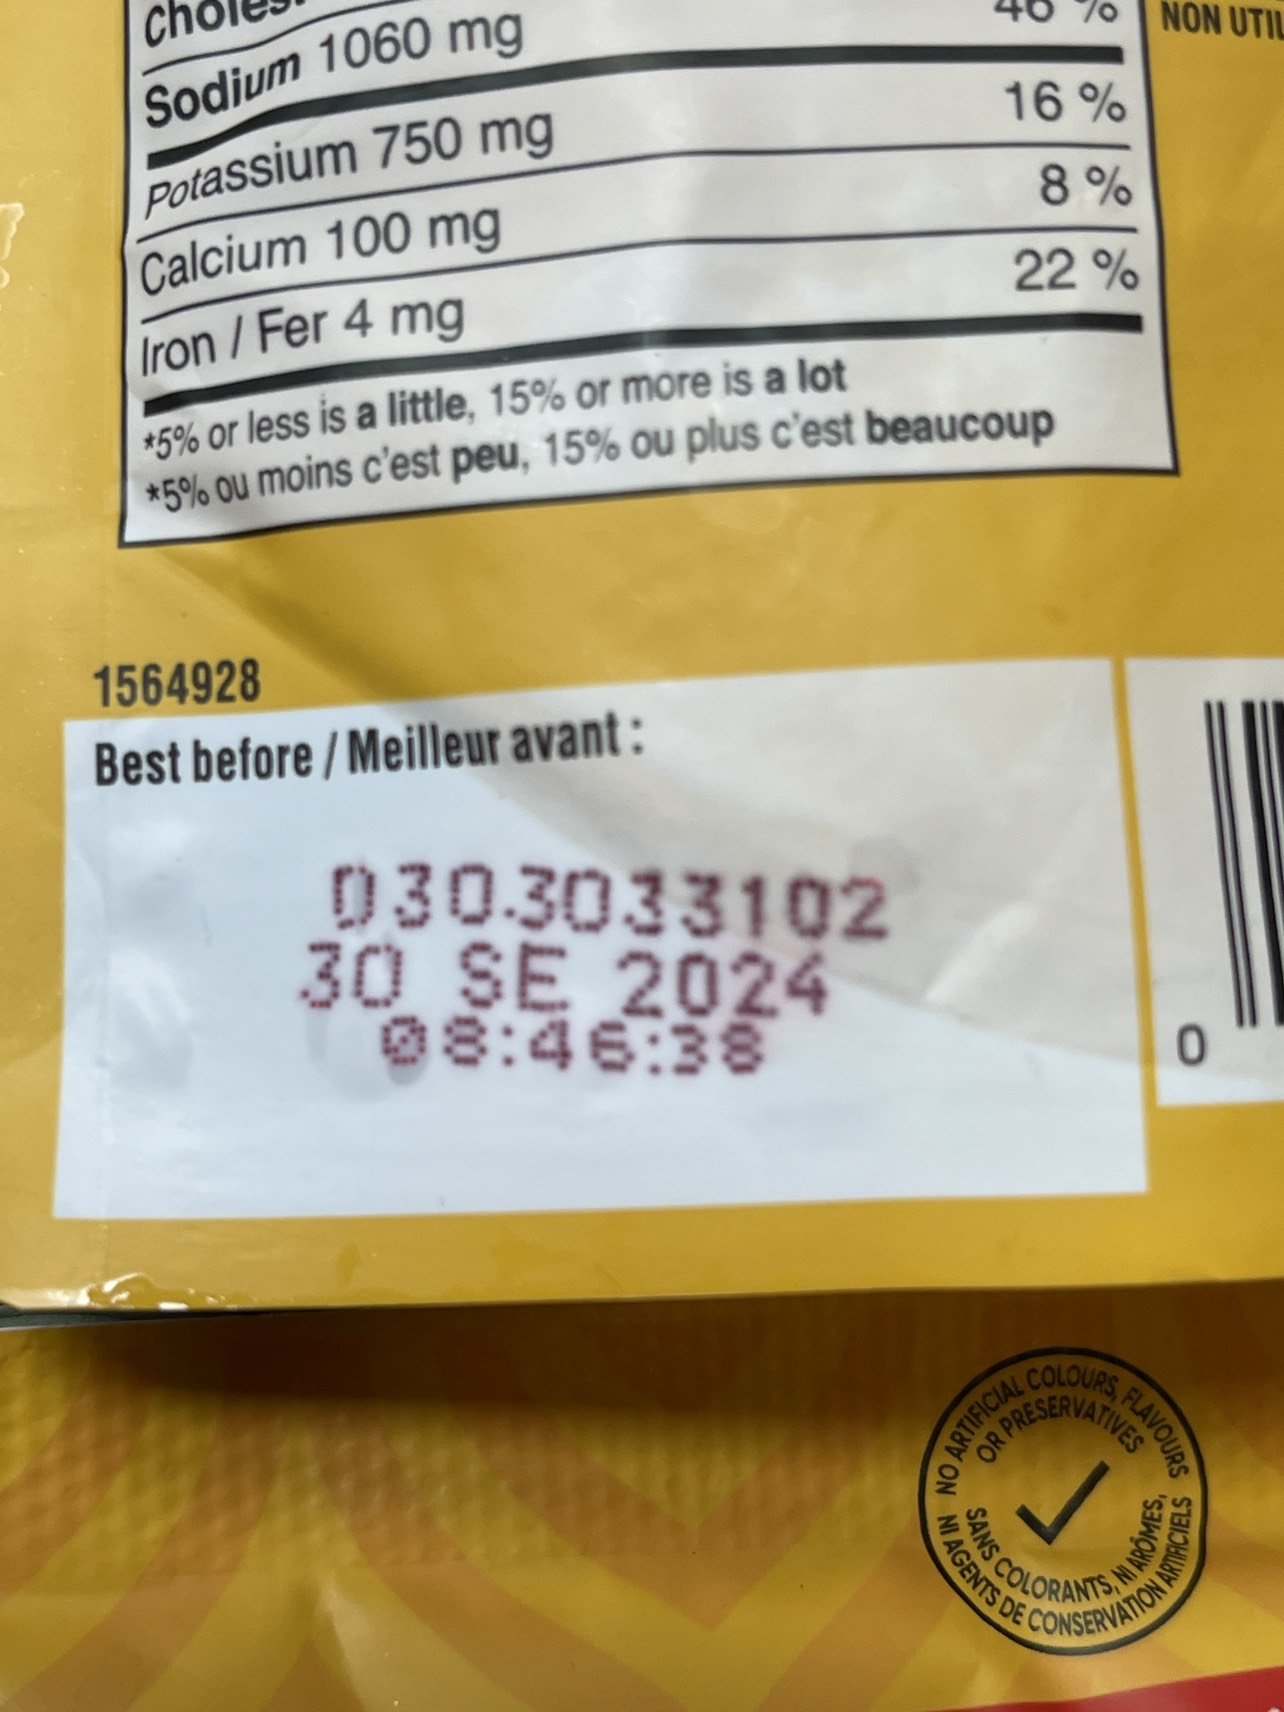 Sodium 1060 mg 46 %
NON
Potassium 750 mg 16 %
Calcium 100 mg 8 %
Iron / Fer 4 mg 22 %
*5% or less is a little, 15% or more is a lot
*5% ou moins c'est peu, 15% ou plus c'est beaucoup
1564928
Best before / Meilleur avant :
0303033102
30 SE 2024
08:46:38
0
NO ARTIFICIAL COLOURS, FLAVOURS
OR PRESERVATIVES
SANS COLORANTS, NI ARÔMES,
NI AGENTS DE CONSERVATION ARTIFICIELS